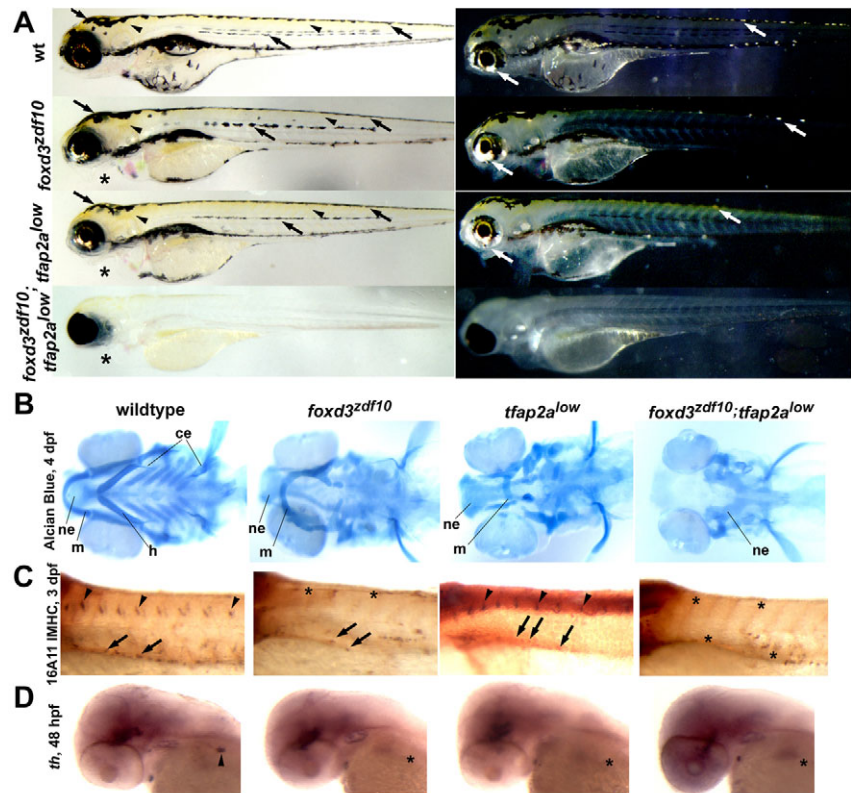 A
wt
foxd3zdf10
*
tfap2alow
*
foxd3zdf10;
tfap2alow
*
B
wildtype
foxd3zdf10
tfap2alow
foxd3zdf10;tfap2alow
Alcian Blue, 4 dpf
ce
ne
m
h
ne
m
ne
m
ne
C
16A11 IMHC, 3 dpf
* *
* *
* *
D
th, 48 hpf
* * *